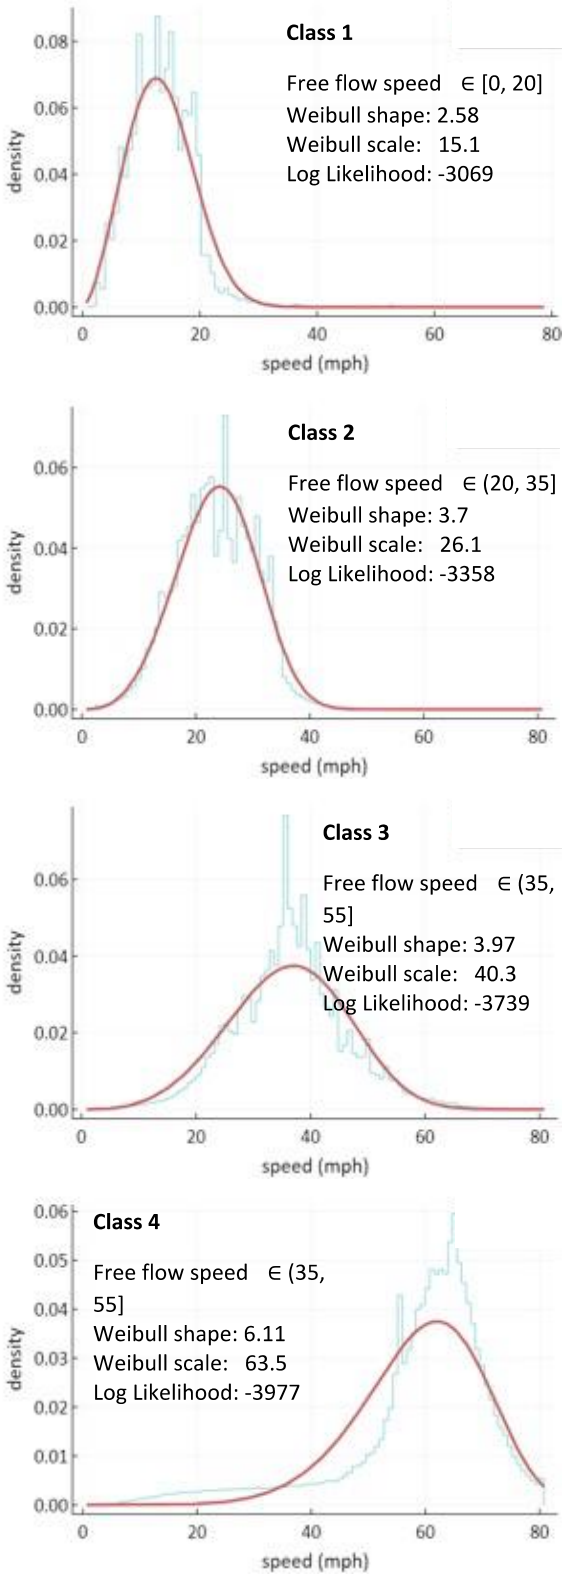 Class 1
Free flow speed ∈ [0, 20]
Weibull shape: 2.58
Weibull scale: 15.1
Log Likelihood: -3069
density
0.08
0.06
0.04
0.02
0.00
0 20 40 60 80
speed (mph)
Class 2
Free flow speed ∈ (20, 35]
Weibull shape: 3.7
Weibull scale: 26.1
Log Likelihood: -3358
density
0.06
0.04
0.02
0.00
0 20 40 60 80
speed (mph)
Class 3
Free flow speed ∈ (35,
55]
Weibull shape: 3.97
Weibull scale: 40.3
Log Likelihood: -3739
density
0.06
0.04
0.02
0.00
0 20 40 60 80
speed (mph)
Class 4
Free flow speed ∈ (35,
55]
Weibull shape: 6.11
Weibull scale: 63.5
Log Likelihood: -3977
density
0.06
0.05
0.04
0.03
0.02
0.01
0.00
0 20 40 60 80
speed (mph)